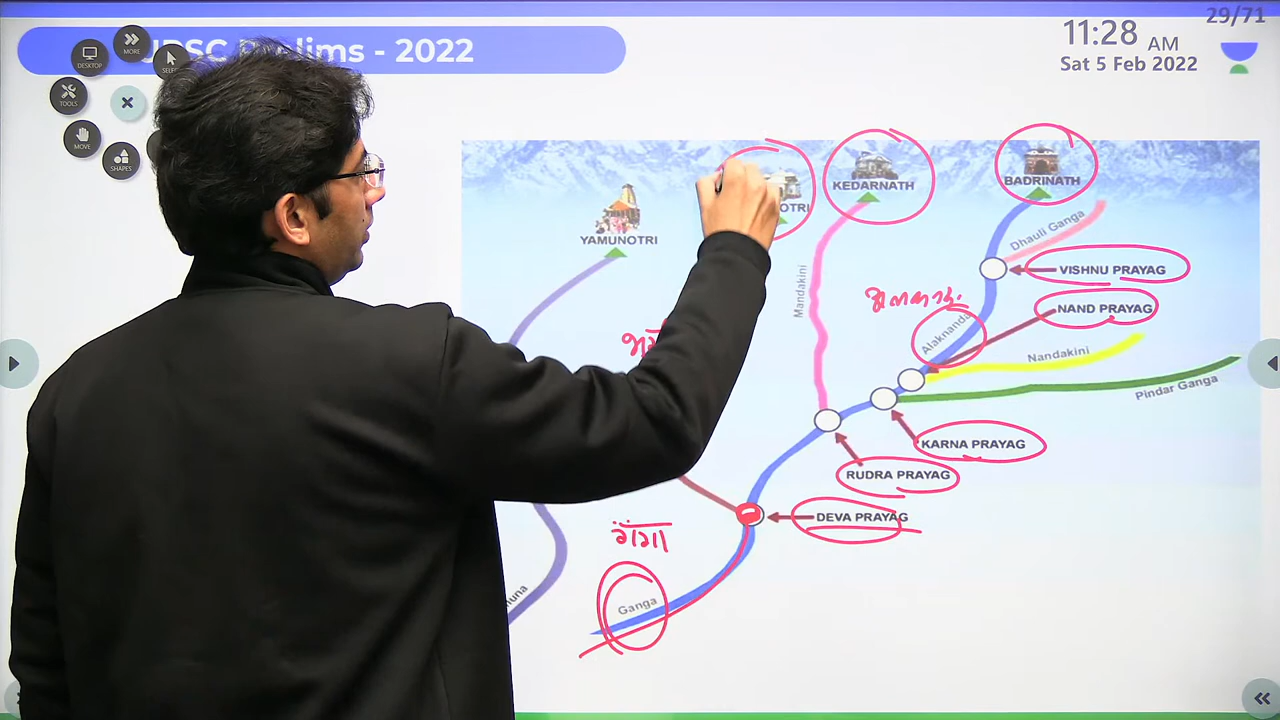 29/71
11:28 AM
Sat 5 Feb 2022
UPSC Prelims - 2022
MORE
DESKTOP
TOOLS
MOVE
SHAPES
KEDARNATH
BADRINATH
OTRI
YAMUNOTRI
Dhauli Ganga
VISHNU PRAYAG
Mandakini
NAND PRAYAG
Alaknanda
Nandakini
Pindar Ganga
KARNA PRAYAG
RUDRA PRAYAG
DEVA PRAYAG
गंगा
Ganga
una